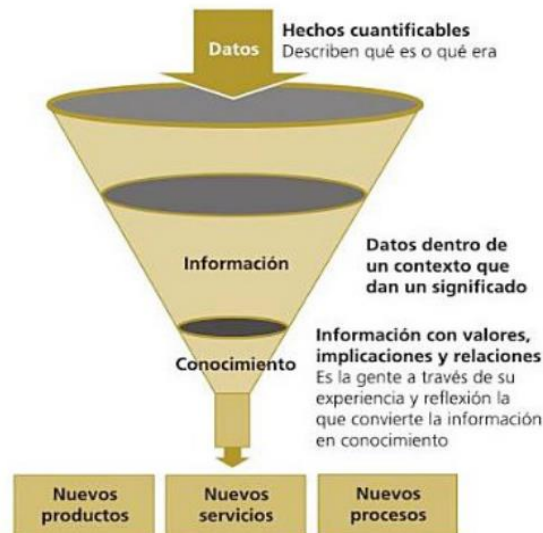 Datos
Hechos cuantificables
Describen qué es o qué era
Información
Datos dentro de
un contexto que
dan un significado
Conocimiento
Información con valores,
implicaciones y relaciones
Es la gente a través de su
experiencia y reflexión la
que convierte la información
en conocimiento
Nuevos
productos
Nuevos
servicios
Nuevos
procesos